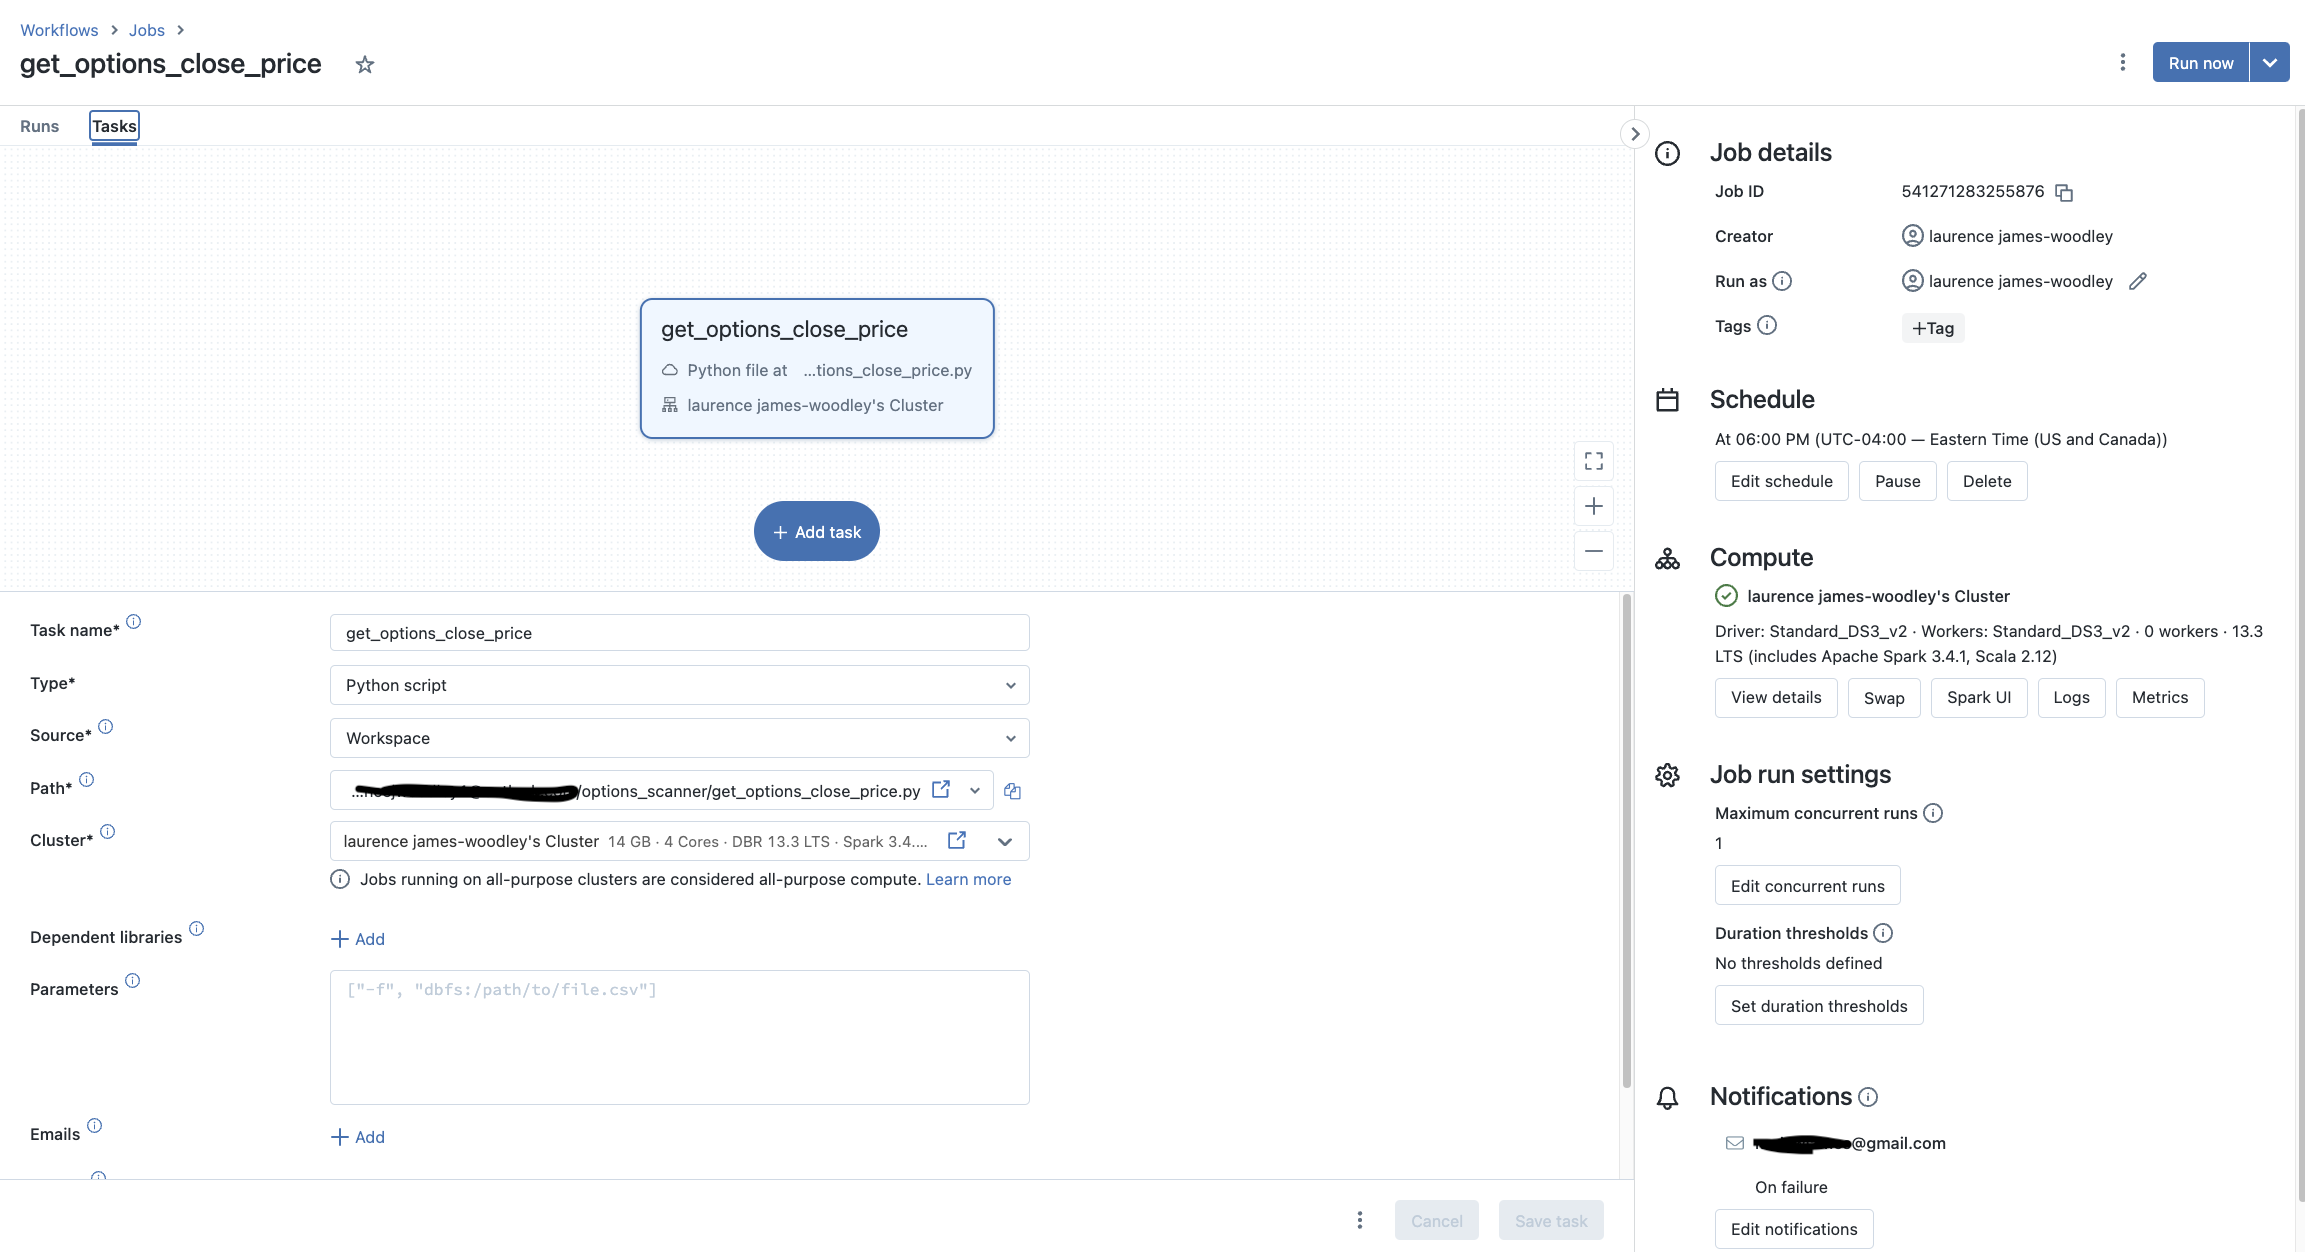 Workflows > Jobs >
get_options_close_price
Run now
Runs
Tasks
get_options_close_price
Python file at ...tions_close_price.py
laurence james-woodley's Cluster
+ Add task
Task name*
get_options_close_price
Type*
Python script
Source*
Workspace
Path*
/options_scanner/get_options_close_price.py
Cluster*
laurence james-woodley's Cluster 14 GB · 4 Cores · DBR 13.3 LTS · Spark 3.4....
Jobs running on all-purpose clusters are considered all-purpose compute. Learn more
Dependent libraries
+ Add
Parameters
["-f", "dbfs:/path/to/file.csv"]
Emails
+ Add
Cancel
Save task
Job details
Job ID
541271283255876
Creator
laurence james-woodley
Run as
laurence james-woodley
Tags
+Tag
Schedule
At 06:00 PM (UTC-04:00 — Eastern Time (US and Canada))
Edit schedule
Pause
Delete
Compute
laurence james-woodley's Cluster
Driver: Standard_DS3_v2 · Workers: Standard_DS3_v2 · 0 workers · 13.3
LTS (includes Apache Spark 3.4.1, Scala 2.12)
View details
Swap
Spark UI
Logs
Metrics
Job run settings
Maximum concurrent runs
1
Edit concurrent runs
Duration thresholds
No thresholds defined
Set duration thresholds
Notifications
@gmail.com
On failure
Edit notifications